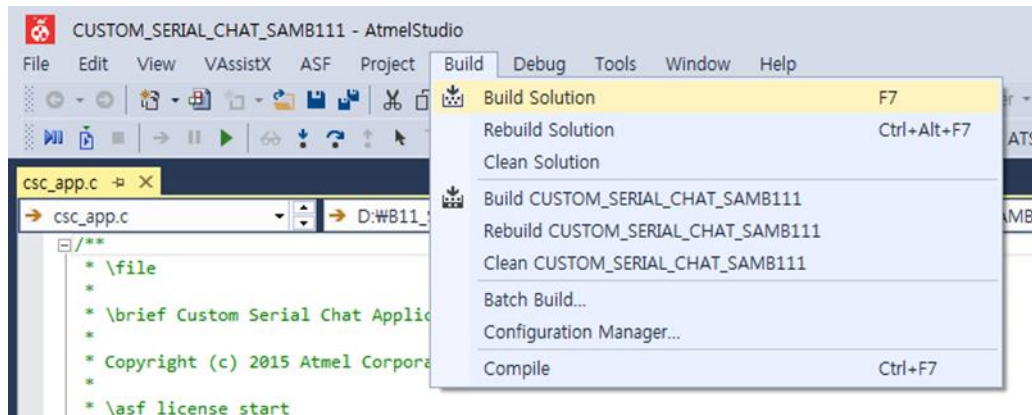 CUSTOM_SERIAL_CHAT_SAMB111 - AtmelStudio
File Edit View VAssistX ASF Project Build Debug Tools Window Help
Build Solution F7
Rebuild Solution Ctrl+Alt+F7
Clean Solution
Build CUSTOM_SERIAL_CHAT_SAMB111
Rebuild CUSTOM_SERIAL_CHAT_SAMB111
Clean CUSTOM_SERIAL_CHAT_SAMB111
Batch Build...
Configuration Manager...
Compile Ctrl+F7
csc_app.c
csc_app.c D:₩B11_
/**
* \file
*
* \brief Custom Serial Chat Applic
*
* Copyright (c) 2015 Atmel Corpora
*
* \asf license start